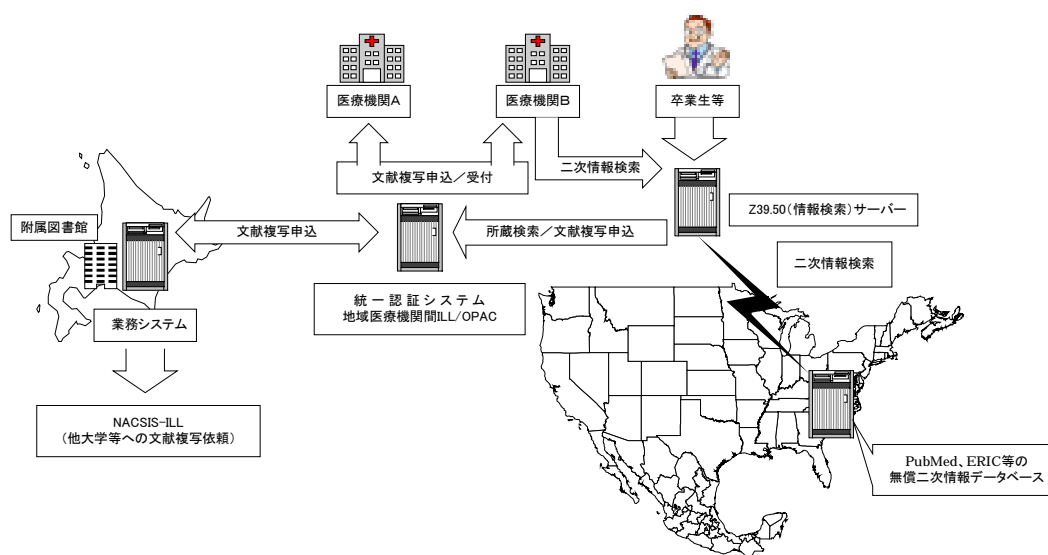 医療機関A
医療機関B
卒業生等
文献複写申込／受付
二次情報検索
Z39.50(情報検索)サーバー
附属図書館
文献複写申込
所蔵検索／文献複写申込
二次情報検索
統一認証システム
地域医療機関間ILL/OPAC
業務システム
NACSIS-ILL
(他大学等への文献複写依頼)
PubMed、ERIC等の
無償二次情報データベース